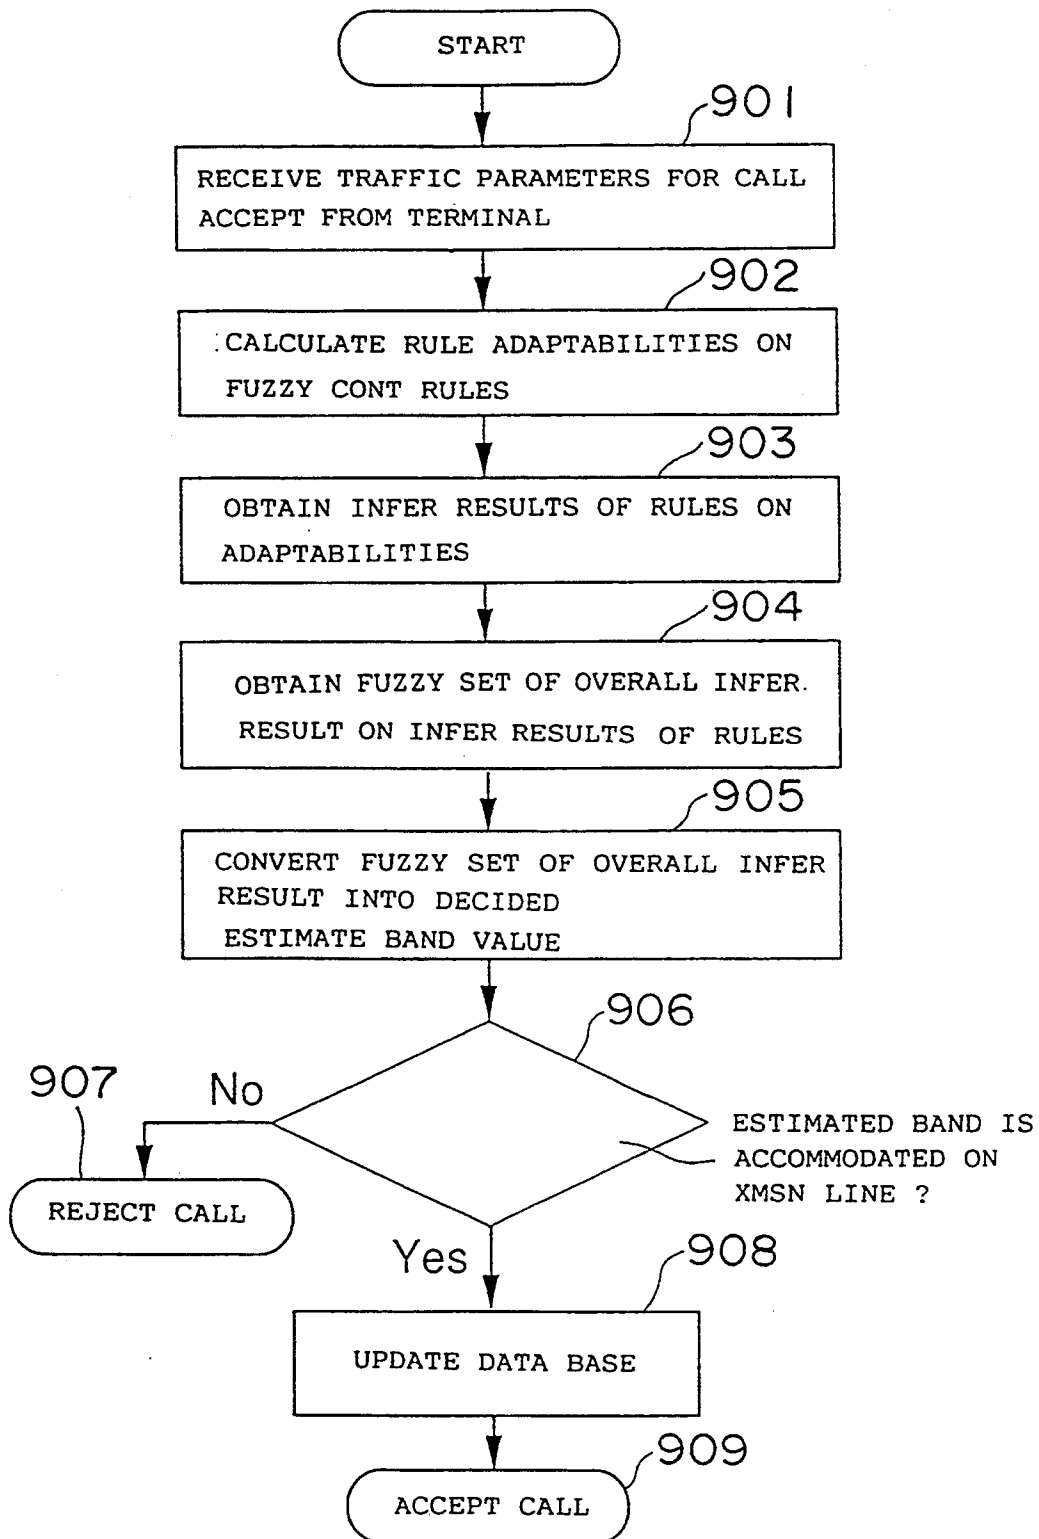 START
901
RECEIVE TRAFFIC PARAMETERS FOR CALL
ACCEPT FROM TERMINAL
902
CALCULATE RULE ADAPTABILITIES ON
FUZZY CONT RULES
903
OBTAIN INFER RESULTS OF RULES ON
ADAPTABILITIES
904
OBTAIN FUZZY SET OF OVERALL INFER.
RESULT ON INFER RESULTS OF RULES
905
CONVERT FUZZY SET OF OVERALL INFER
RESULT INTO DECIDED
ESTIMATE BAND VALUE
906
907
No
ESTIMATED BAND IS
ACCOMMODATED ON
XMSN LINE ?
REJECT CALL
Yes
908
UPDATE DATA BASE
909
ACCEPT CALL